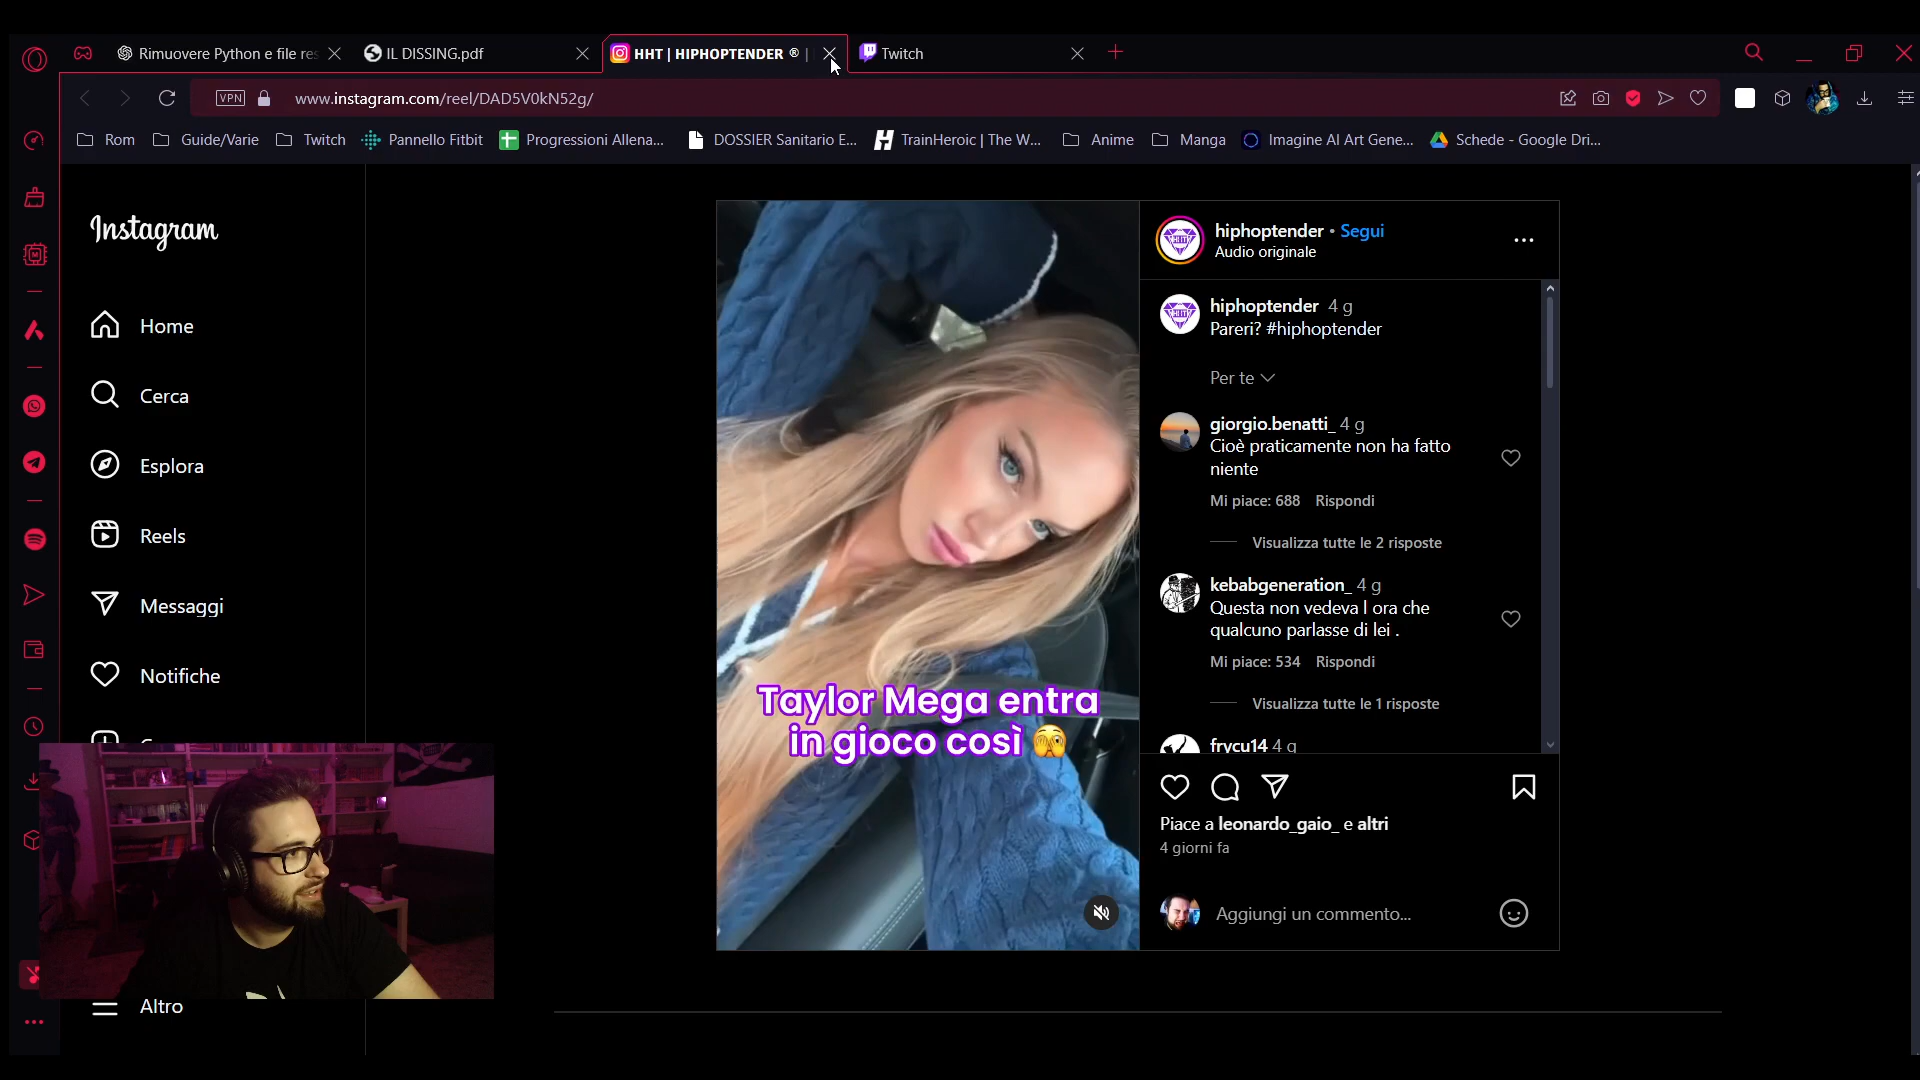 Rimuovere Python e file res
IL DISSING.pdf
HHT | HIPHOPTENDER ® |
Twitch
VPN
www.instagram.com/reel/DAD5V0kN52g/
Rom
Guide/Varie
Twitch
Pannello Fitbit
Progressioni Allena...
DOSSIER Sanitario E...
TrainHeroic | The W...
Anime
Manga
Imagine AI Art Gene...
Schede - Google Dri...
Instagram
Home
Cerca
Esplora
Reels
Messaggi
Notifiche
Altro
Taylor Mega entra
in gioco così 🫣
hiphoptender • Segui
Audio originale
hiphoptender 4 g
Pareri? #hiphoptender
Per te
giorgio.benatti_ 4 g
Cioè praticamente non ha fatto
niente
Mi piace: 688 Rispondi
Visualizza tutte le 2 risposte
kebabgeneration_ 4 g
Questa non vedeva l ora che
qualcuno parlasse di lei .
Mi piace: 534 Rispondi
Visualizza tutte le 1 risposte
frycu14 4 g
Piace a leonardo_gaio_ e altri
4 giorni fa
Aggiungi un commento...